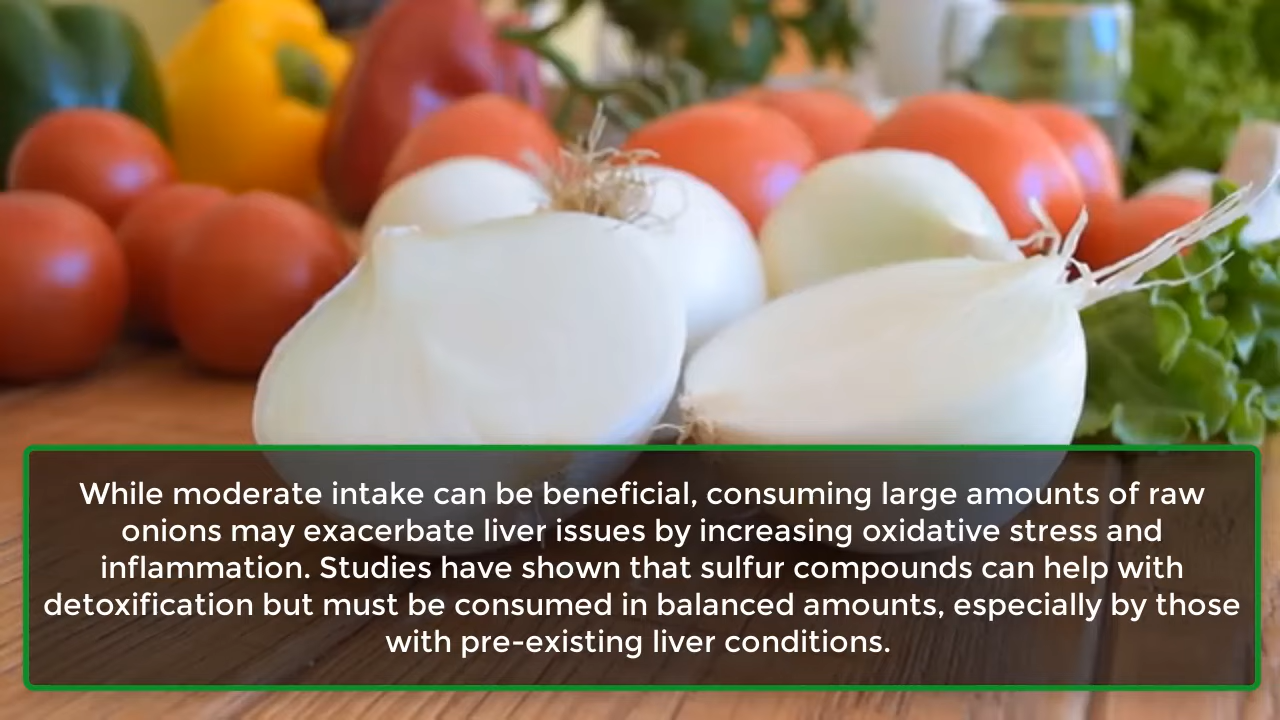 While moderate intake can be beneficial, consuming large amounts of raw
onions may exacerbate liver issues by increasing oxidative stress and
inflammation. Studies have shown that sulfur compounds can help with
detoxification but must be consumed in balanced amounts, especially by those
with pre-existing liver conditions.